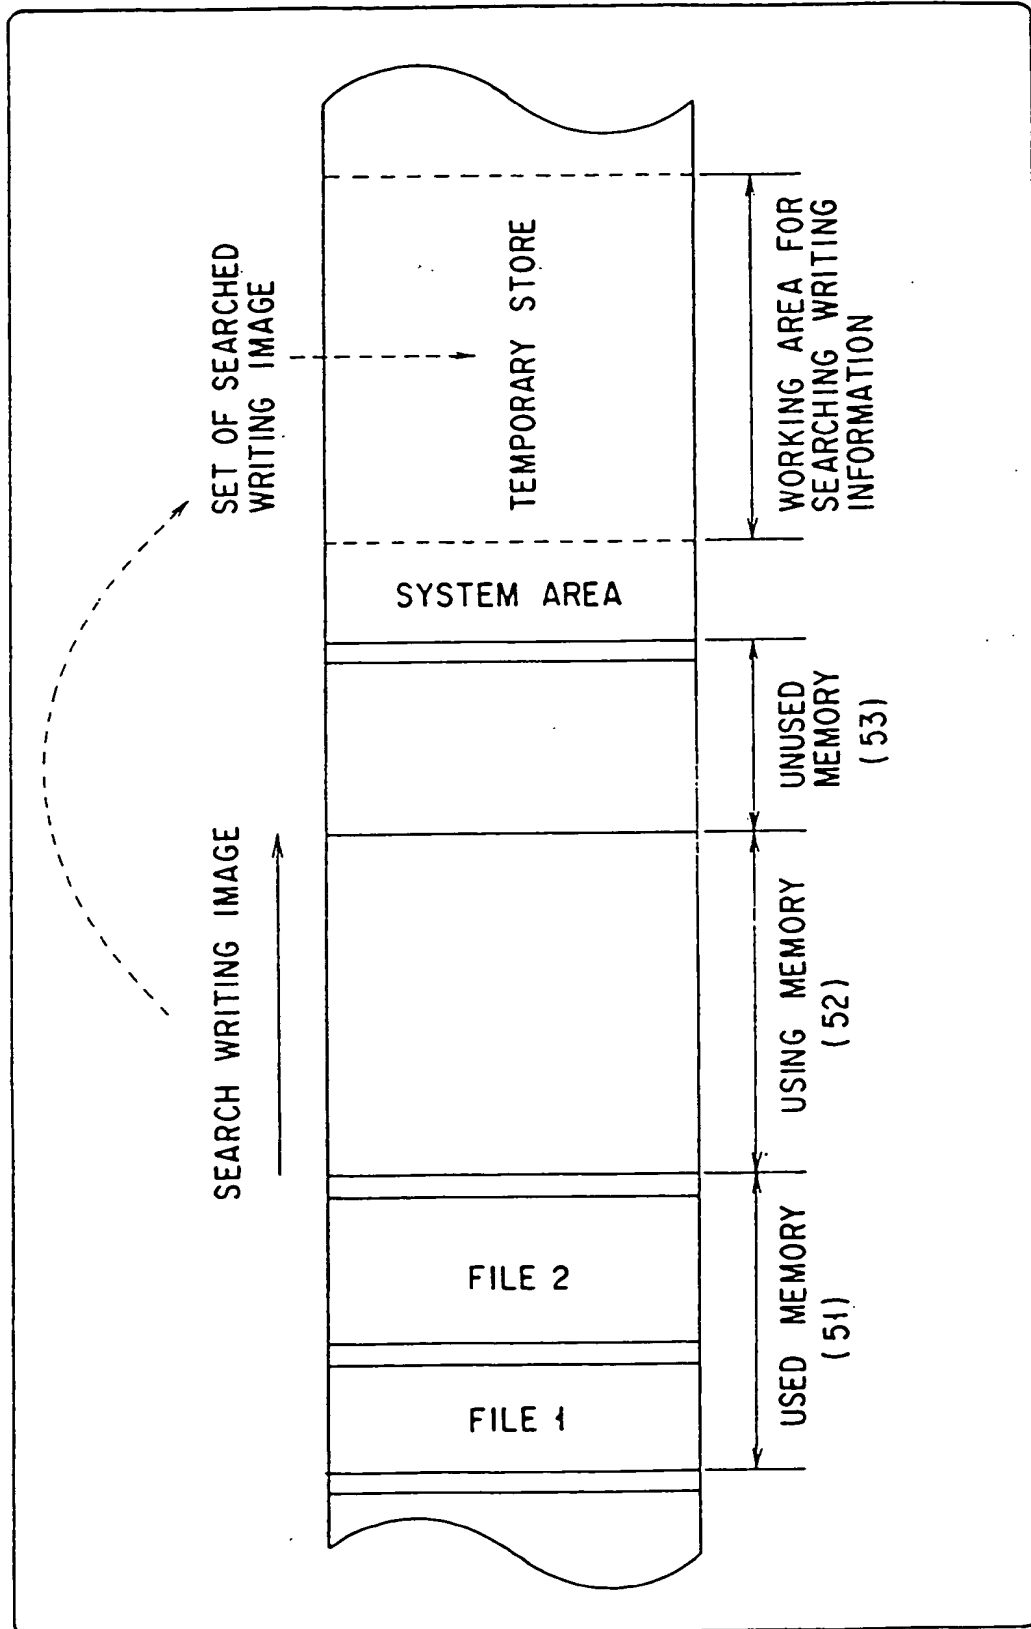 SEARCH WRITING IMAGE
SET OF SEARCHED
WRITING IMAGE
FILE 1
FILE 2
SYSTEM AREA
TEMPORARY STORE
USED MEMORY
(51)
USING MEMORY
(52)
UNUSED
MEMORY
(53)
WORKING AREA FOR
SEARCHING WRITING
INFORMATION